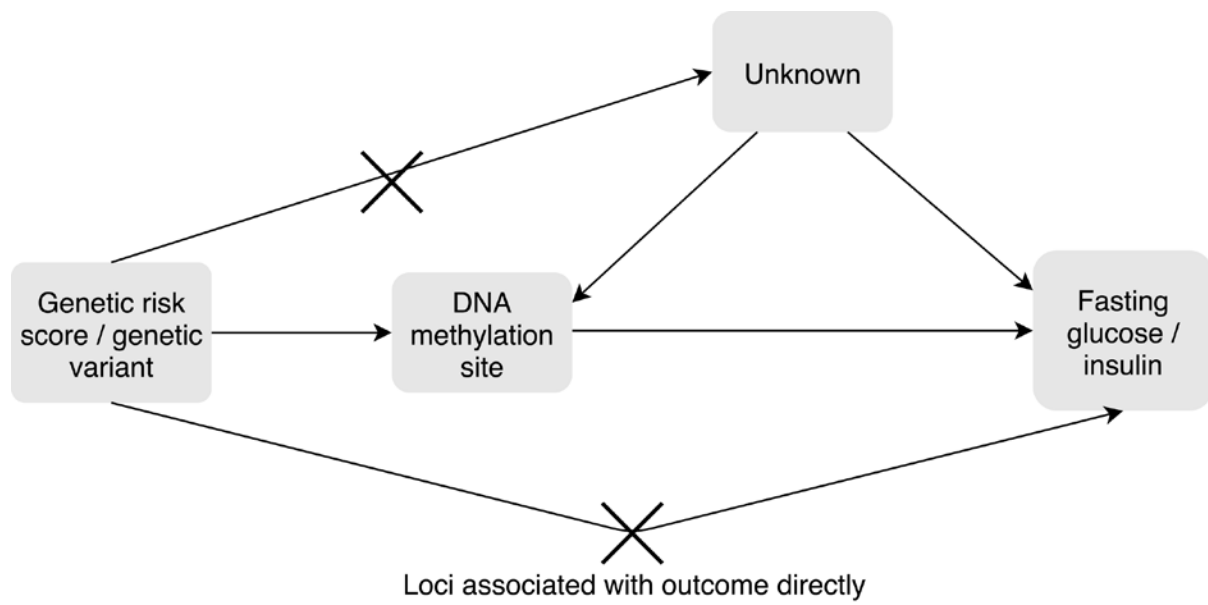 Unknown
Genetic risk
score / genetic
variant
DNA
methylation
site
Fasting
glucose /
insulin
Loci associated with outcome directly